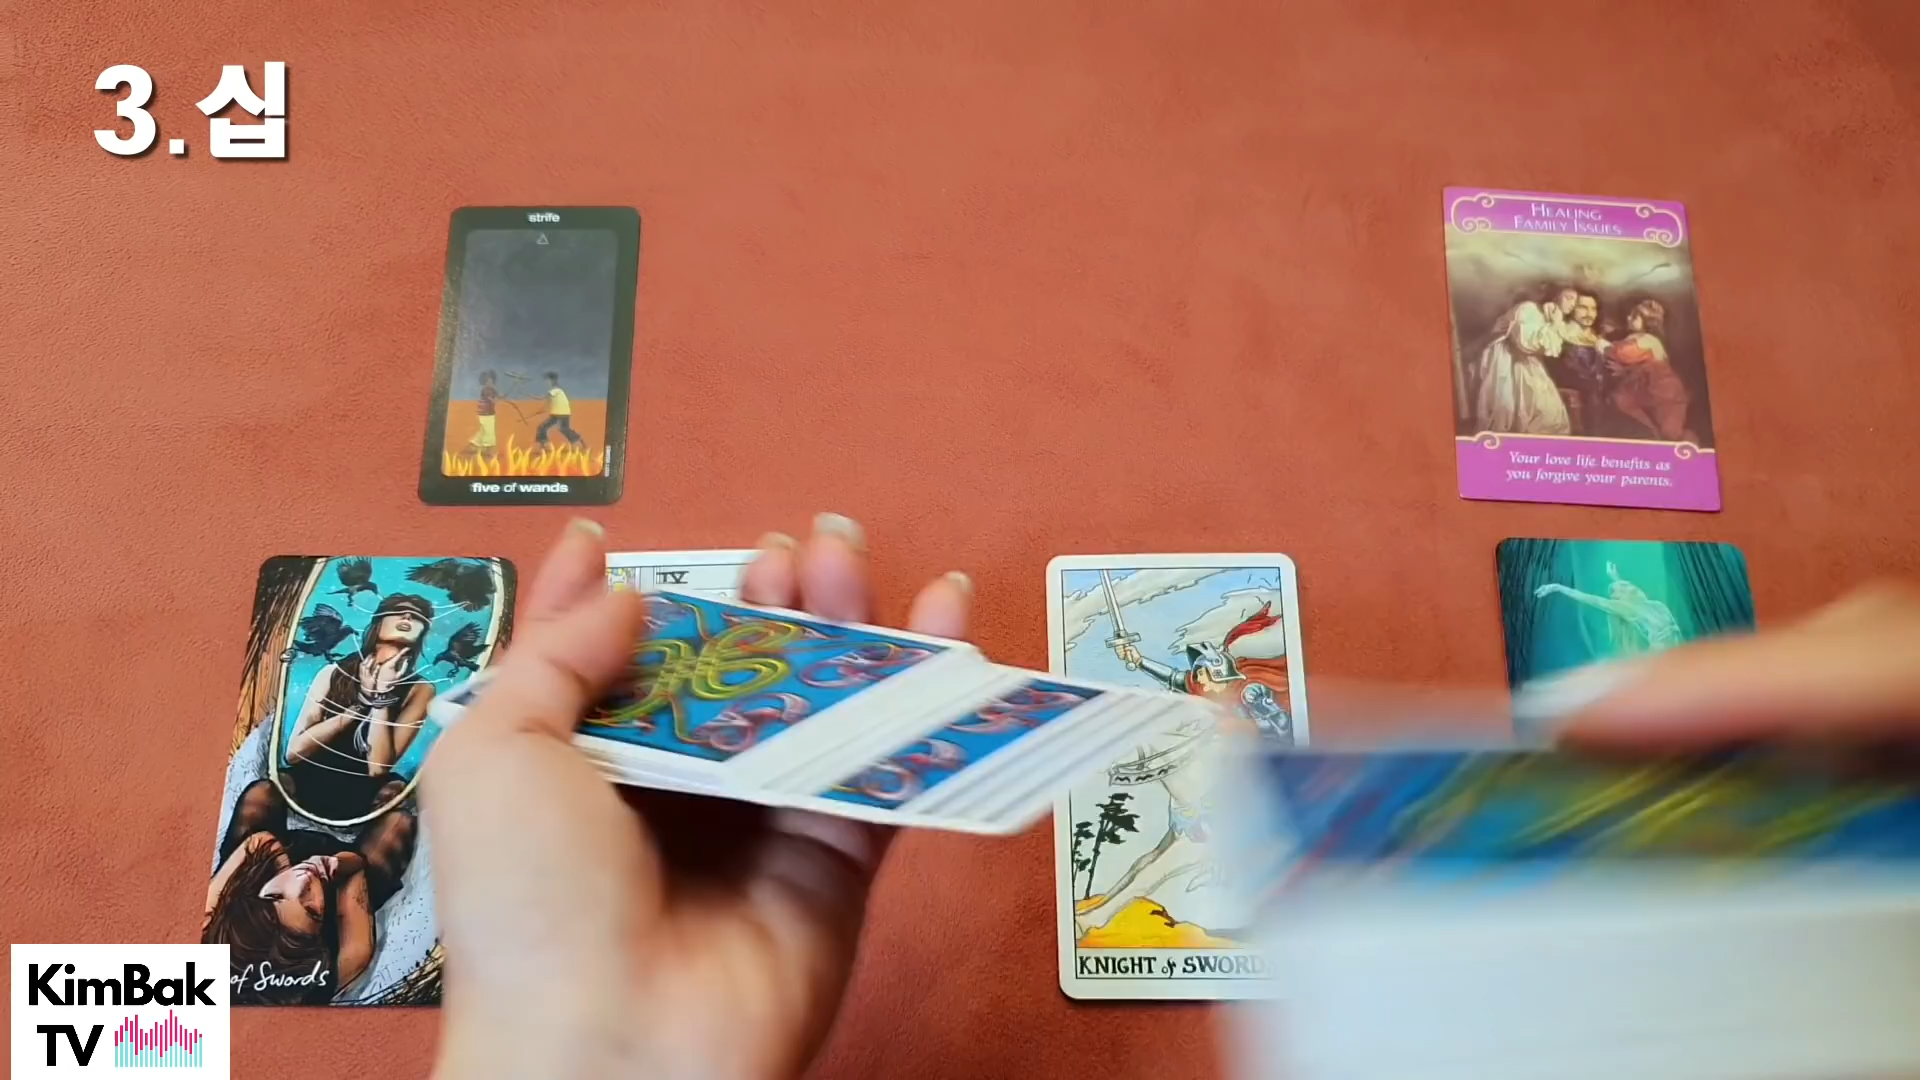 3.십
strife
five of wands
HEALING
FAMILY ISSUES
Your love life benefits as
you forgive your parents.
IV
of Swords
KNIGHT of SWORDS
KimBak
TV